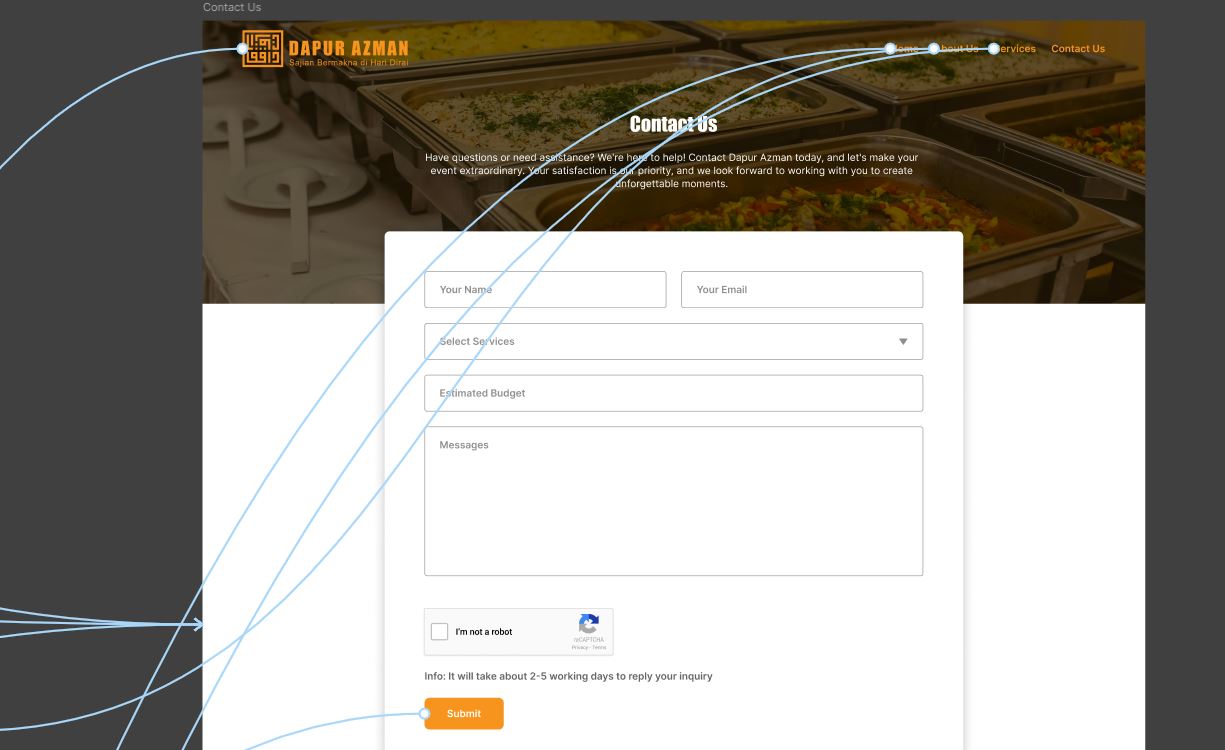 Contact Us
DAPUR AZMAN
Sajian Bermakna di Hari Dirai
Home About Us Services Contact Us
Contact Us
Have questions or need assistance? We're here to help! Contact Dapur Azman today, and let's make your
event extraordinary. Your satisfaction is our priority, and we look forward to working with you to create
unforgettable moments.
Your Name Your Email
Select Services
Estimated Budget
Messages
I'm not a robot
reCAPTCHA
Privacy - Terms
Info: It will take about 2-5 working days to reply your inquiry
Submit